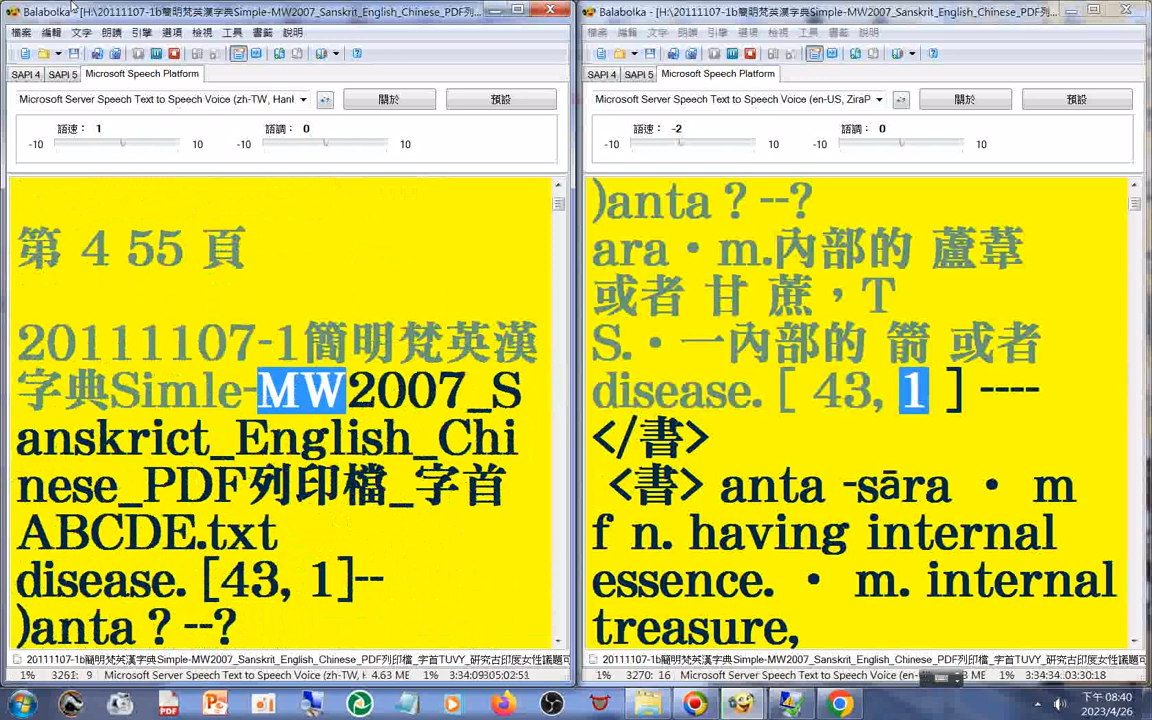 Balabolka - [H:\20111107-1b簡明梵英漢字典Simple-MW2007_Sanskrit_English_Chinese_PDF列...
檔案 編輯 文字 朗讀 引擎 選項 檢視 工具 書籤 說明
SAPI 4 SAPI 5 Microsoft Speech Platform
Microsoft Server Speech Text to Speech Voice (zh-TW, Hanl 關於 預設
語速： 1 語調： 0
-10 10 -10 10
第 4 55 頁
20111107-1簡明梵英漢
字典Simle-MW2007_S
anskrict_English_Chi
nese_PDF列印檔_字首
ABCDE.txt
disease. [43, 1]--
)anta ? --?
20111107-1b簡明梵英漢字典Simple-MW2007_Sanskrit_English_Chinese_PDF列印檔_字首TUVY_研究古印度女性議題可
1% 3261: 9 Microsoft Server Speech Text to Speech Voice (zh-TW, H 4.63 ME 1% 3:34:09305:02:51
Balabolka - [H:\20111107-1b簡明梵英漢字典Simple-MW2007_Sanskrit_English_Chinese_PDF列...
檔案 編輯 文字 朗讀 引擎 選項 檢視 工具 書籤 說明
SAPI 4 SAPI 5 Microsoft Speech Platform
Microsoft Server Speech Text to Speech Voice (en-US, ZiraP 關於 預設
語速： -2 語調： 0
-10 10 -10 10
)anta ? --?
ara • m.內部的 蘆葦
或者 甘 蔗，T
S. • 一內部的 箭 或者
disease. [ 43, 1 ] ----
</書>
<書> anta -sāra • m
f n. having internal
essence. • m. internal
treasure,
20111107-1b簡明梵英漢字典Simple-MW2007_Sanskrit_English_Chinese_PDF列印檔_字首TUVY_研究古印度女性議題可
1% 3270: 16 Microsoft Server Speech Text to Speech Voice 1% 3:34:34:03:30:18
下午 08:40
2023/4/26